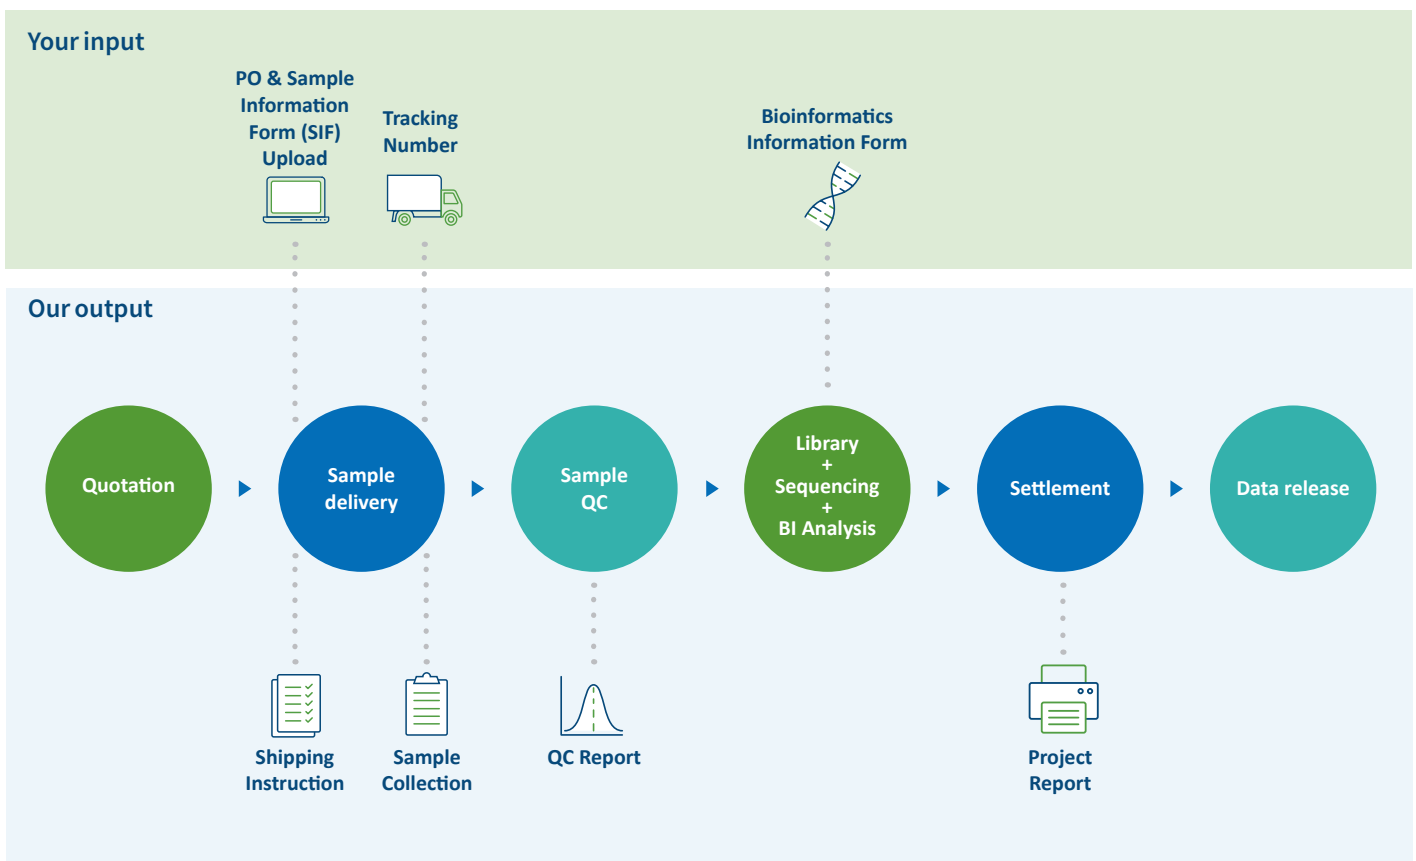 Your input
PO & Sample
Information
Form (SIF)
Upload
Tracking
Number
Bioinformatics
Information Form
Our output
Quotation
Sample
delivery
Sample
QC
Library
+
Sequencing
+
BI Analysis
Settlement
Data release
Shipping
Instruction
Sample
Collection
QC Report
Project
Report